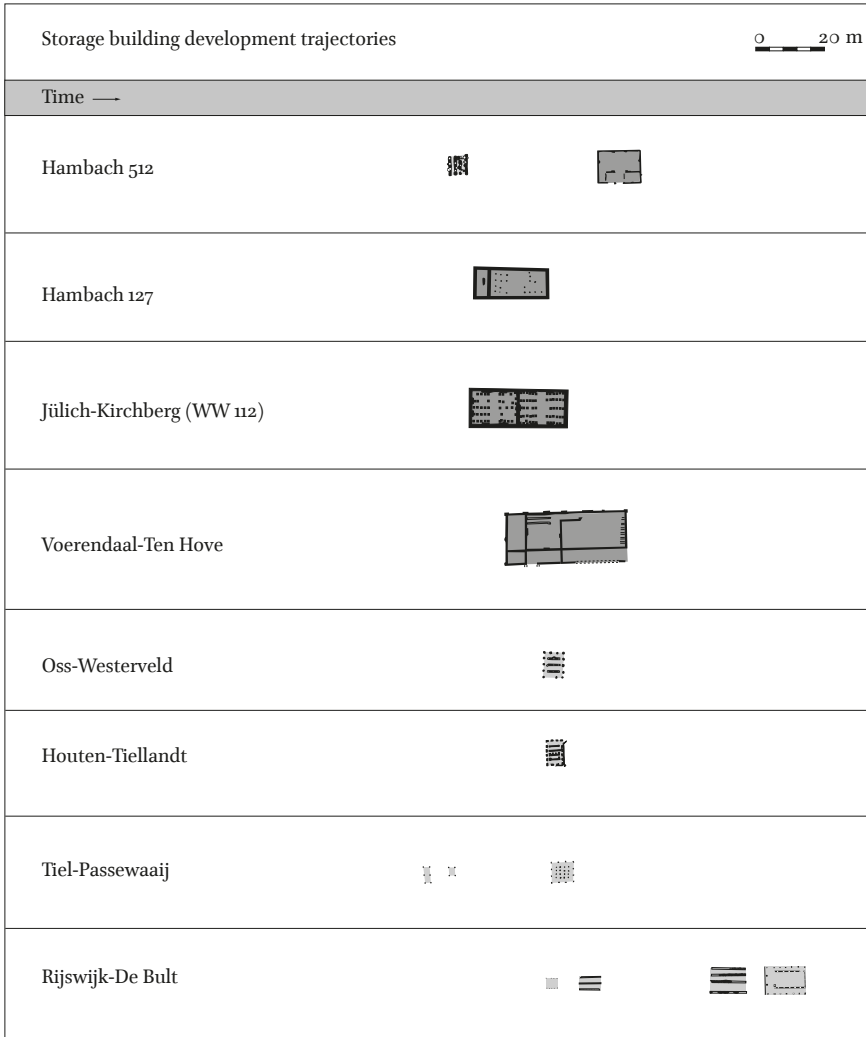 Storage building development trajectories
0 20 m
Time →
Hambach 512
Hambach 127
Jülich-Kirchberg (WW 112)
Voerendaal-Ten Hove
Oss-Westerveld
Houten-Tiellandt
Tiel-Passewaaij
Rijswijk-De Bult